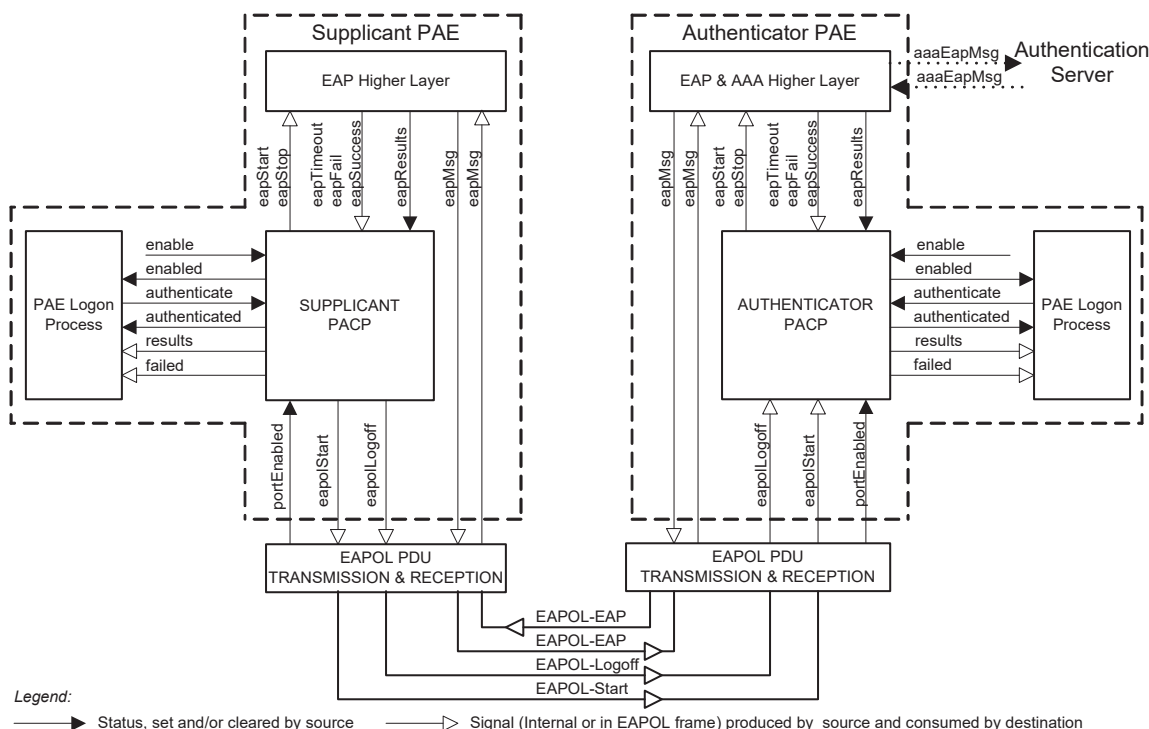 Supplicant PAE
Authenticator PAE
EAP Higher Layer
EAP & AAA Higher Layer
aaaEapMsg
aaaEapMsg
Authentication
Server
eapStart
eapStop
eapTimeout
eapFail
eapSuccess
eapResults
eapMsg
eapMsg
eapMsg
eapMsg
eapStart
eapStop
eapTimeout
eapFail
eapSuccess
eapResults
PAE Logon
Process
enable
enabled
authenticate
authenticated
results
failed
SUPPLICANT
PACP
AUTHENTICATOR
PACP
enable
enabled
authenticate
authenticated
results
failed
PAE Logon
Process
portEnabled
eapolStart
eapolLogoff
eapolLogoff
eapolStart
portEnabled
EAPOL PDU
TRANSMISSION & RECEPTION
EAPOL PDU
TRANSMISSION & RECEPTION
EAPOL-EAP
EAPOL-EAP
EAPOL-Logoff
EAPOL-Start
Legend:
Status, set and/or cleared by source
Signal (Internal or in EAPOL frame) produced by source and consumed by destination